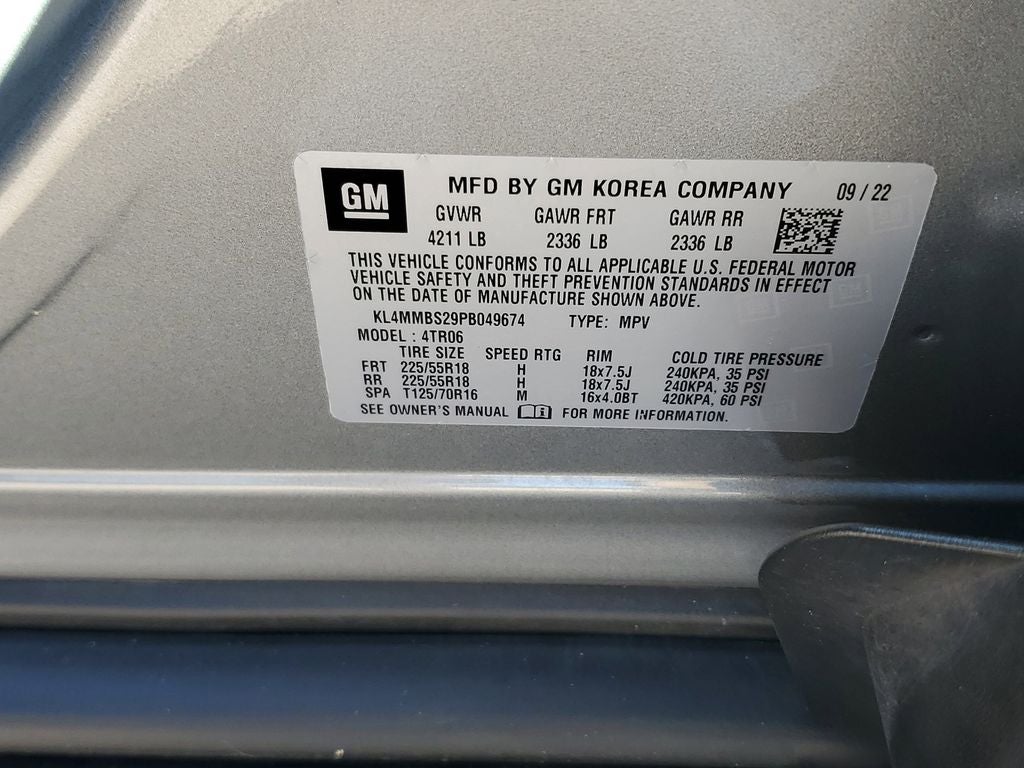 GM MFD BY GM KOREA COMPANY 09 / 22
GVWR GAWR FRT GAWR RR
4211 LB 2336 LB 2336 LB
THIS VEHICLE CONFORMS TO ALL APPLICABLE U.S. FEDERAL MOTOR
VEHICLE SAFETY AND THEFT PREVENTION STANDARDS IN EFFECT
ON THE DATE OF MANUFACTURE SHOWN ABOVE.
KL4MMBS29PB049674 TYPE: MPV
MODEL : 4TR06
TIRE SIZE SPEED RTG RIM COLD TIRE PRESSURE
FRT 225/55R18 H 18x7.5J 240KPA, 35 PSI
RR 225/55R18 H 18x7.5J 240KPA, 35 PSI
SPA T125/70R16 M 16x4.0BT 420KPA, 60 PSI
SEE OWNER'S MANUAL FOR MORE INFORMATION.